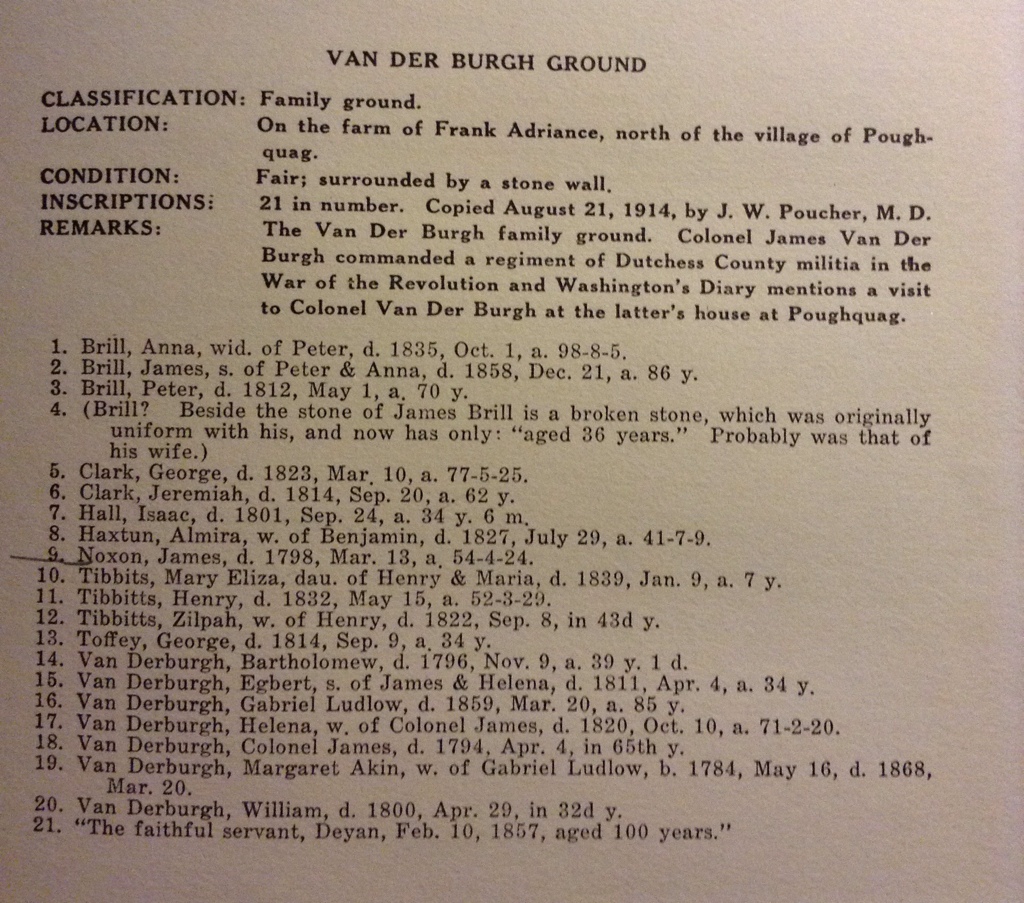 VAN DER BURGH GROUND
CLASSIFICATION: Family ground.
LOCATION: On the farm of Frank Adriance, north of the village of Pough-
quag.
CONDITION: Fair; surrounded by a stone wall.
INSCRIPTIONS: 21 in number. Copied August 21, 1914, by J. W. Poucher, M. D.
REMARKS: The Van Der Burgh family ground. Colonel James Van Der
Burgh commanded a regiment of Dutchess County militia in the
War of the Revolution and Washington's Diary mentions a visit
to Colonel Van Der Burgh at the latter's house at Poughquag.
1. Brill, Anna, wid. of Peter, d. 1835, Oct. 1, a. 98-8-5.
2. Brill, James, s. of Peter & Anna, d. 1858, Dec. 21, a. 86 y.
3. Brill, Peter, d. 1812, May 1, a. 70 y.
4. (Brill? Beside the stone of James Brill is a broken stone, which was originally
uniform with his, and now has only: "aged 36 years." Probably was that of
his wife.)
5. Clark, George, d. 1823, Mar. 10, a. 77-5-25.
6. Clark, Jeremiah, d. 1814, Sep. 20, a. 62 y.
7. Hall, Isaac, d. 1801, Sep. 24, a. 34 y. 6 m.
8. Haxtun, Almira, w. of Benjamin, d. 1827, July 29, a. 41-7-9.
9. Noxon, James, d. 1798, Mar. 13, a. 54-4-24.
10. Tibbits, Mary Eliza, dau. of Henry & Maria, d. 1839, Jan. 9, a. 7 y.
11. Tibbitts, Henry, d. 1832, May 15, a. 52-3-29.
12. Tibbitts, Zilpah, w. of Henry, d. 1822, Sep. 8, in 43d y.
13. Toffey, George, d. 1814, Sep. 9, a. 34 y.
14. Van Derburgh, Bartholomew, d. 1796, Nov. 9, a. 39 y. 1 d.
15. Van Derburgh, Egbert, s. of James & Helena, d. 1811, Apr. 4, a. 34 y.
16. Van Derburgh, Gabriel Ludlow, d. 1859, Mar. 20, a. 85 y.
17. Van Derburgh, Helena, w. of Colonel James, d. 1820, Oct. 10, a. 71-2-20.
18. Van Derburgh, Colonel James, d. 1794, Apr. 4, in 65th y.
19. Van Derburgh, Margaret Akin, w. of Gabriel Ludlow, b. 1784, May 16, d. 1868,
Mar. 20.
20. Van Derburgh, William, d. 1800, Apr. 29, in 32d y.
21. "The faithful servant, Deyan, Feb. 10, 1857, aged 100 years."